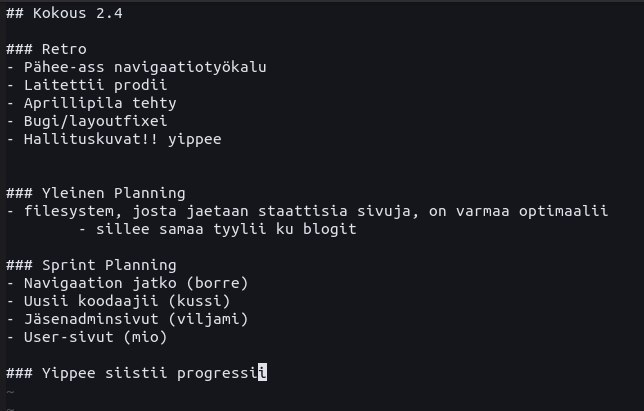 ## Kokous 2.4
### Retro
- Pähee-ass navigaatiotyökalu
- Laitettii prodii
- Aprillipila tehty
- Bugi/layoutfixei
- Hallituskuvat!! yippee
### Yleinen Planning
- filesystem, josta jaetaan staattisia sivuja, on varmaa optimaalii
- sillee samaa tyylii ku blogit
### Sprint Planning
- Navigaation jatko (borre)
- Uusii koodaajii (kussi)
- Jäsenadminsivut (viljami)
- User-sivut (mio)
### Yippee siistii progressii
~
~